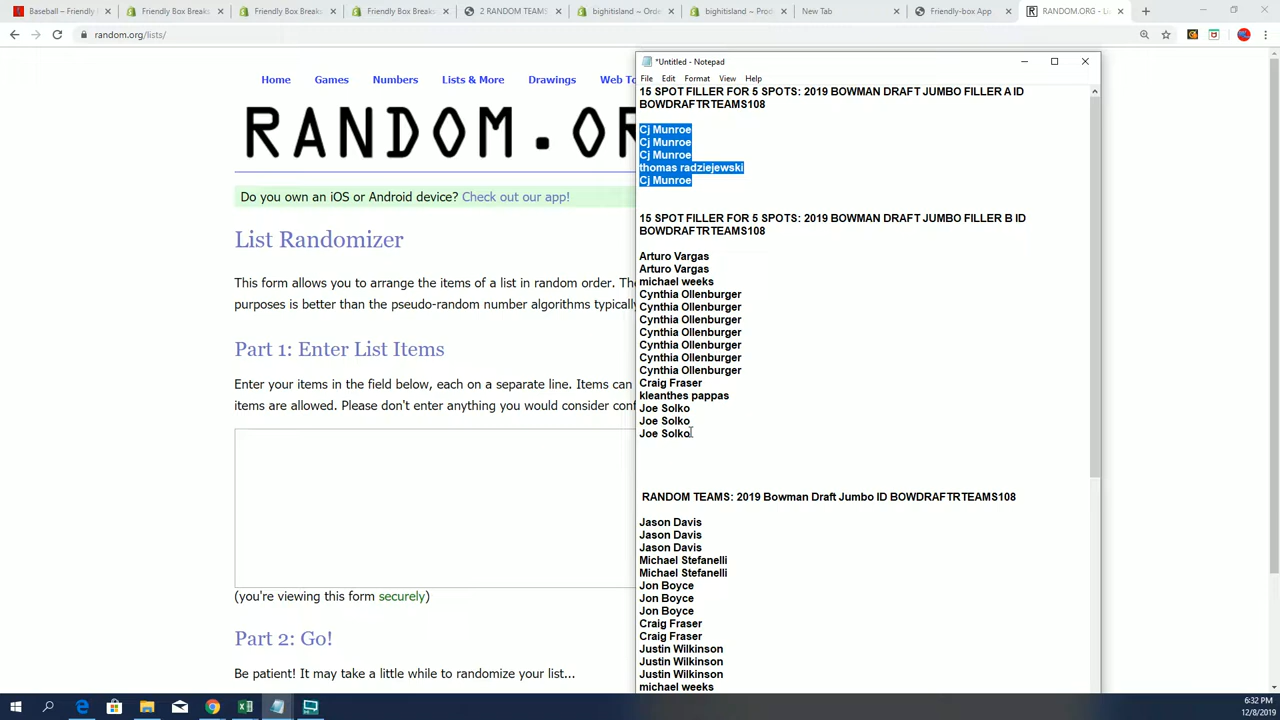 Baseball – Friendly
Friendly Box Breaks
Friendly Box Breaks
Friendly Box Breaks
2 RANDOM TEAMS
bighitisland ~ Orde
bighitisland ~ Prod
New Tab
Friendly-box App
RANDOM.ORG - Li
random.org/lists/
Home
Games
Numbers
Lists & More
Drawings
Web To
RANDOM.OR
Do you own an iOS or Android device? Check out our app!
List Randomizer
This form allows you to arrange the items of a list in random order. The
purposes is better than the pseudo-random number algorithms typically
Part 1: Enter List Items
Enter your items in the field below, each on a separate line. Items can
items are allowed. Please don't enter anything you would consider conf
(you're viewing this form securely)
Part 2: Go!
Be patient! It may take a little while to randomize your list...
*Untitled - Notepad
File
Edit
Format
View
Help
15 SPOT FILLER FOR 5 SPOTS: 2019 BOWMAN DRAFT JUMBO FILLER A ID
BOWDRAFTRTEAMS108
Cj Munroe
Cj Munroe
Cj Munroe
thomas radziejewski
Cj Munroe
15 SPOT FILLER FOR 5 SPOTS: 2019 BOWMAN DRAFT JUMBO FILLER B ID
BOWDRAFTRTEAMS108
Arturo Vargas
Arturo Vargas
michael weeks
Cynthia Ollenburger
Cynthia Ollenburger
Cynthia Ollenburger
Cynthia Ollenburger
Cynthia Ollenburger
Cynthia Ollenburger
Cynthia Ollenburger
Craig Fraser
kleanthes pappas
Joe Solko
Joe Solko
Joe Solko
RANDOM TEAMS: 2019 Bowman Draft Jumbo ID BOWDRAFTRTEAMS108
Jason Davis
Jason Davis
Jason Davis
Michael Stefanelli
Michael Stefanelli
Jon Boyce
Jon Boyce
Jon Boyce
Craig Fraser
Craig Fraser
Justin Wilkinson
Justin Wilkinson
Justin Wilkinson
michael weeks
6:32 PM
12/8/2019